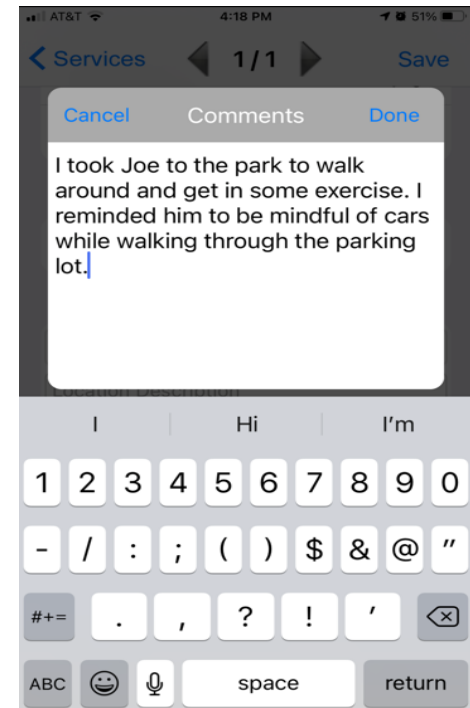 AT&T 4:18 PM 51%
Services 1/1 Save
Cancel Comments Done
I took Joe to the park to walk
around and get in some exercise. I
reminded him to be mindful of cars
while walking through the parking
lot.
Location Description
I Hi I'm
1 2 3 4 5 6 7 8 9 0
- / : ; ( ) $ & @ "
#+= . , ? ! '
ABC space return